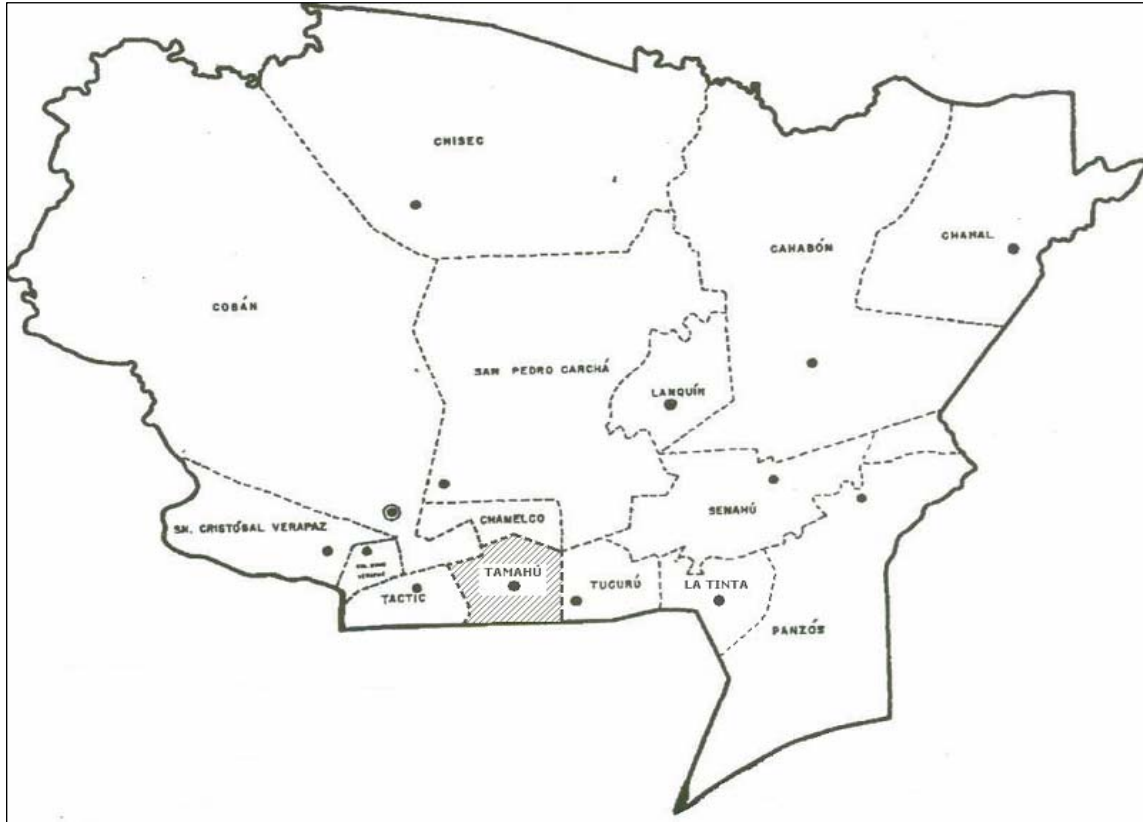 CHISEC
CAHABÓN
CHAHAL
COBÁN
SAN PEDRO CARCHÁ
LANQUÍN
SENAHÚ
CHAMELCO
SN. CRISTÓBAL VERAPAZ
VERAPAZ
TAMAHÚ
TACTIC
TUCURÚ
LA TINTA
PANZÓS